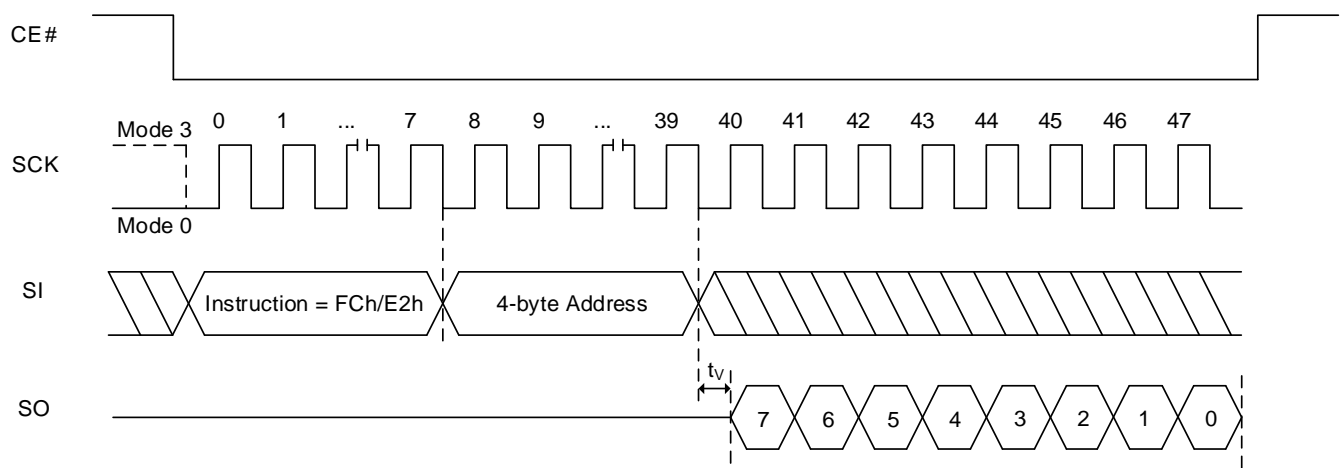 CE#
Mode 3 0 1 ... 7 8 9 ... 39 40 41 42 43 44 45 46 47
SCK
Mode 0
SI Instruction = FCh/E2h 4-byte Address
tV
SO 7 6 5 4 3 2 1 0